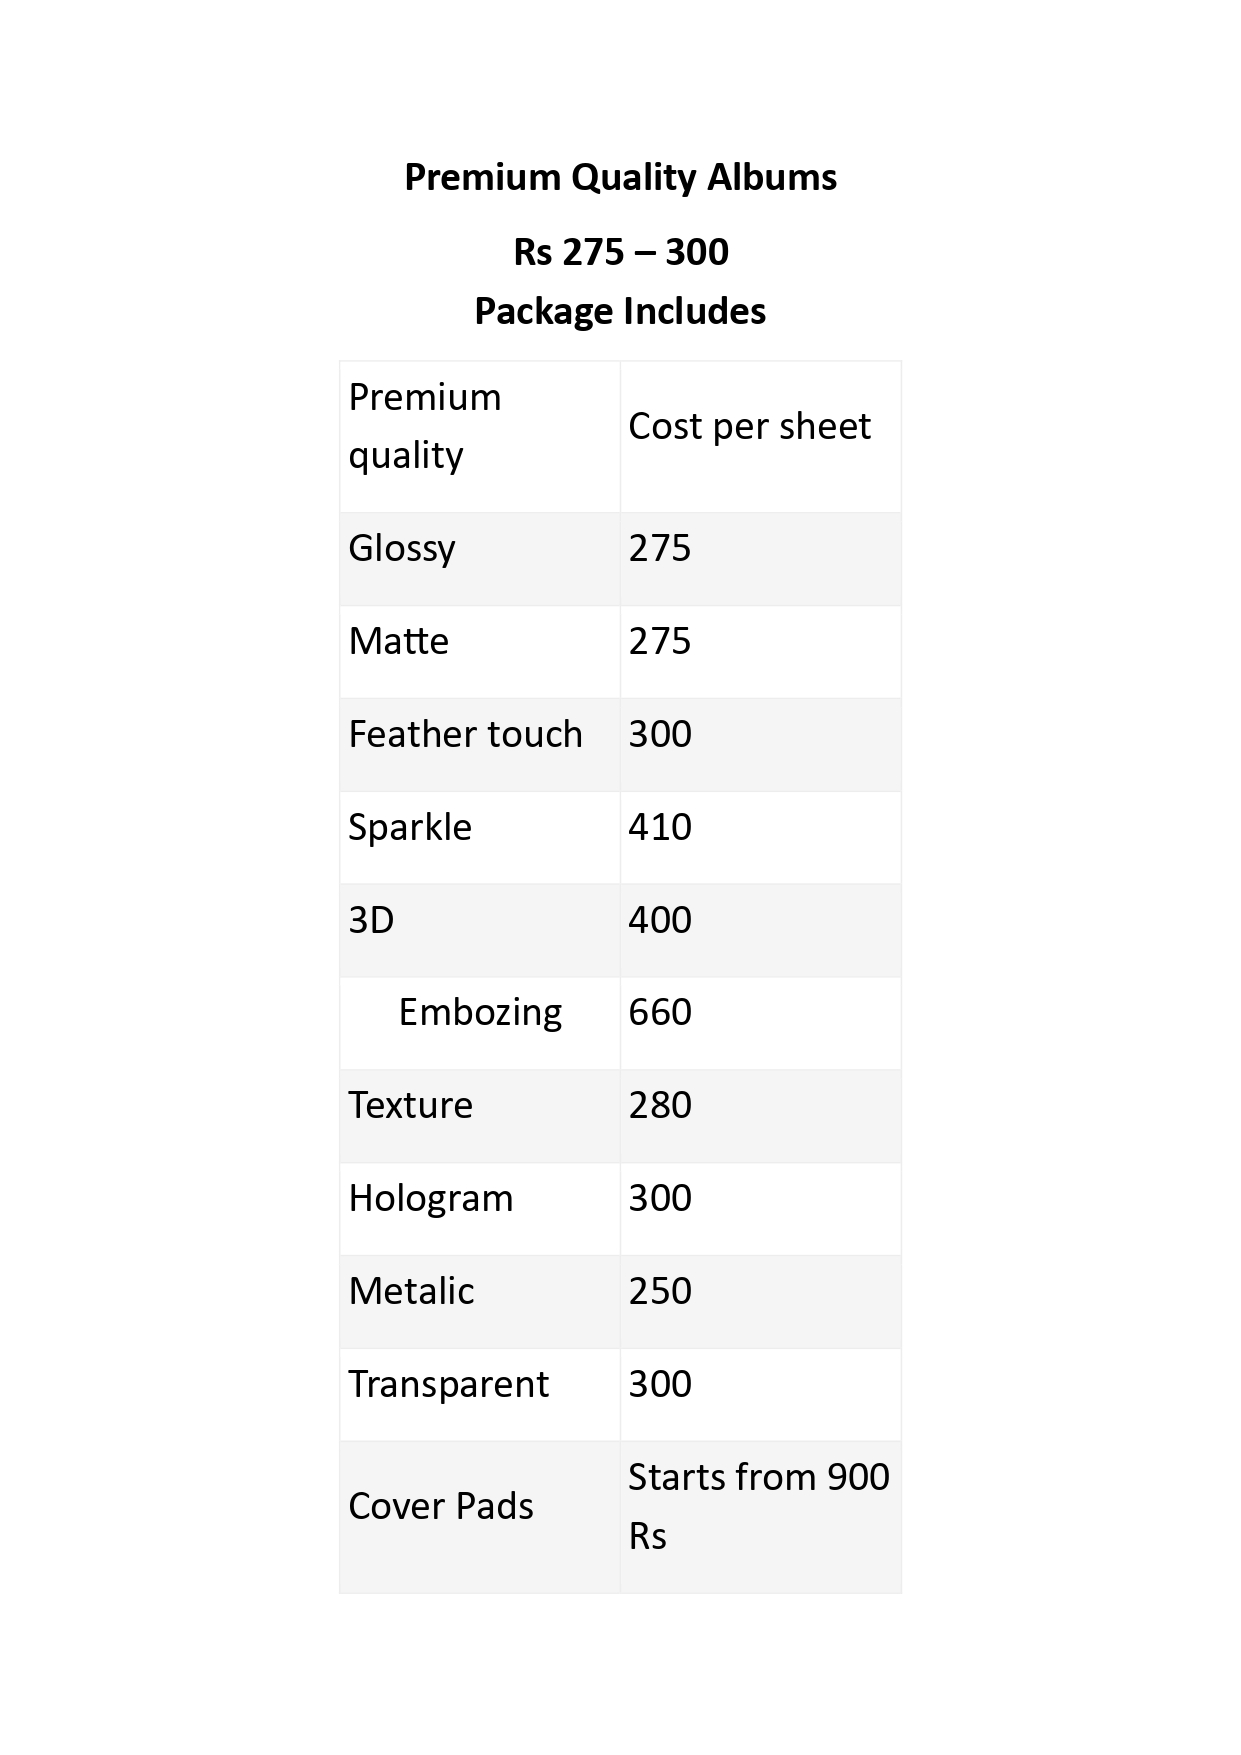 Premium Quality Albums
Rs 275 – 300
Package Includes
Premium
quality
Cost per sheet
Glossy 275
Matte 275
Feather touch 300
Sparkle 410
3D 400
Embozing 660
Texture 280
Hologram 300
Metalic 250
Transparent 300
Cover Pads
Starts from 900
Rs